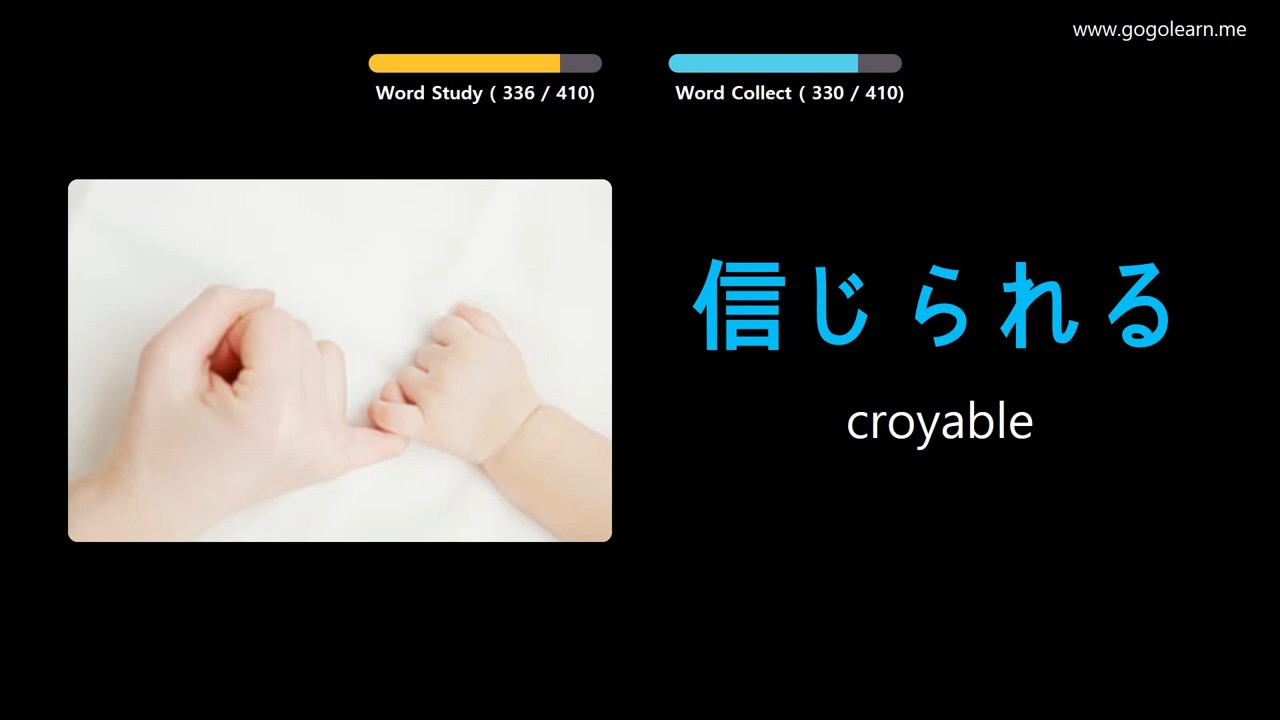 www.gogolearn.me
Word Study ( 336 / 410)
Word Collect ( 330 / 410)
信じられる
croyable